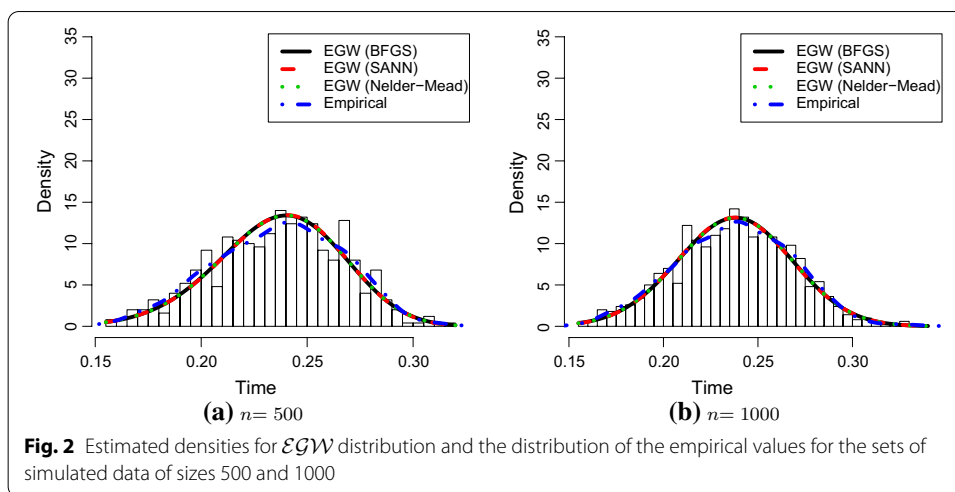 35
30
25
20
15
10
5
0
Density
EGW (BFGS)
EGW (SANN)
EGW (Nelder−Mead)
Empirical
0.15 0.20 0.25 0.30
Time
(a) n= 500
35
30
25
20
15
10
5
0
Density
EGW (BFGS)
EGW (SANN)
EGW (Nelder−Mead)
Empirical
0.15 0.20 0.25 0.30
Time
(b) n= 1000
Fig. 2 Estimated densities for ℰ𝒢𝒲 distribution and the distribution of the empirical values for the sets of
simulated data of sizes 500 and 1000